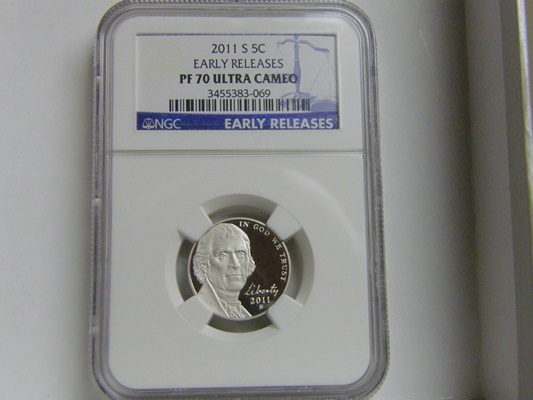 2011 S 5C
EARLY RELEASES
PF 70 ULTRA CAMEO
3455383-069
NGC EARLY RELEASES
IN GOD WE TRUST
Liberty
2011